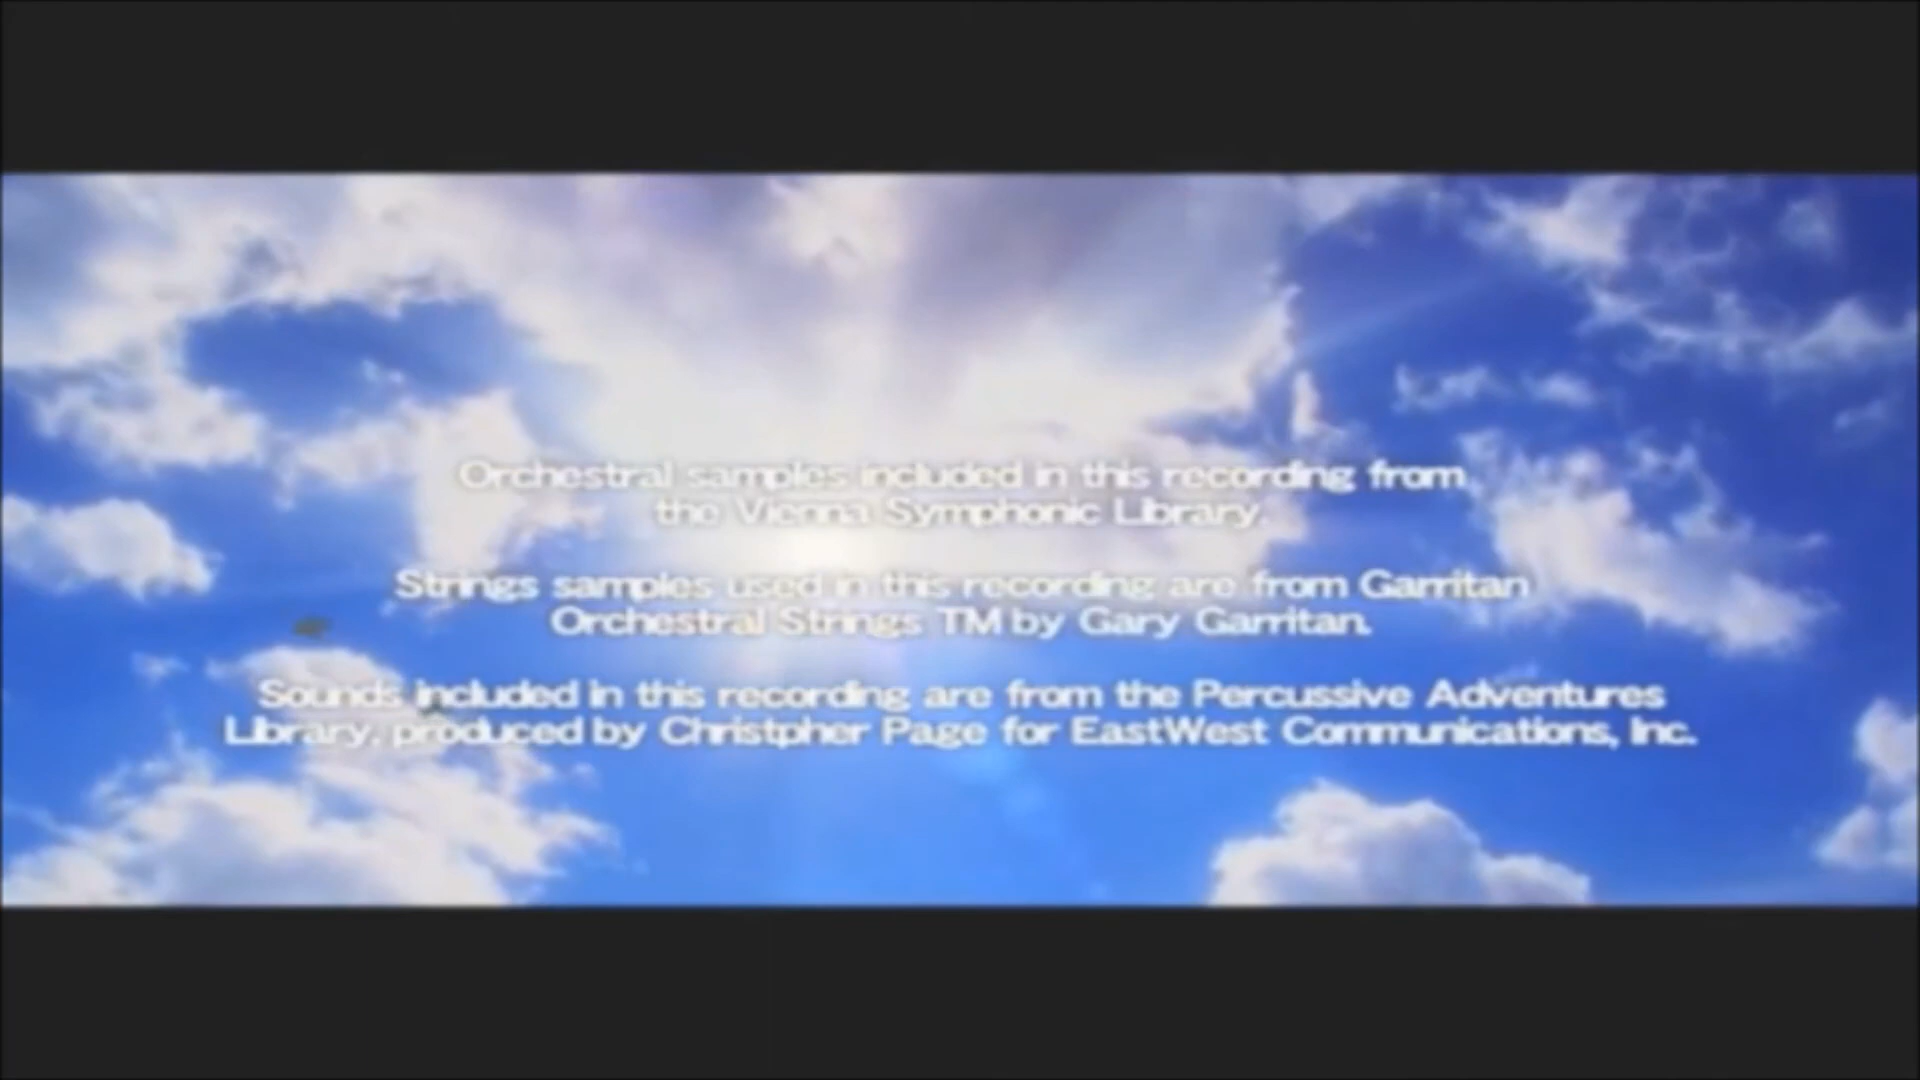 Orchestral samples included in this recording from
the Vienna Symphonic Library.
Strings samples used in this recording are from Garritan
Orchestral Strings TM by Gary Garritan.
Sounds included in this recording are from the Percussive Adventures
Library, produced by Christpher Page for EastWest Communications, Inc.